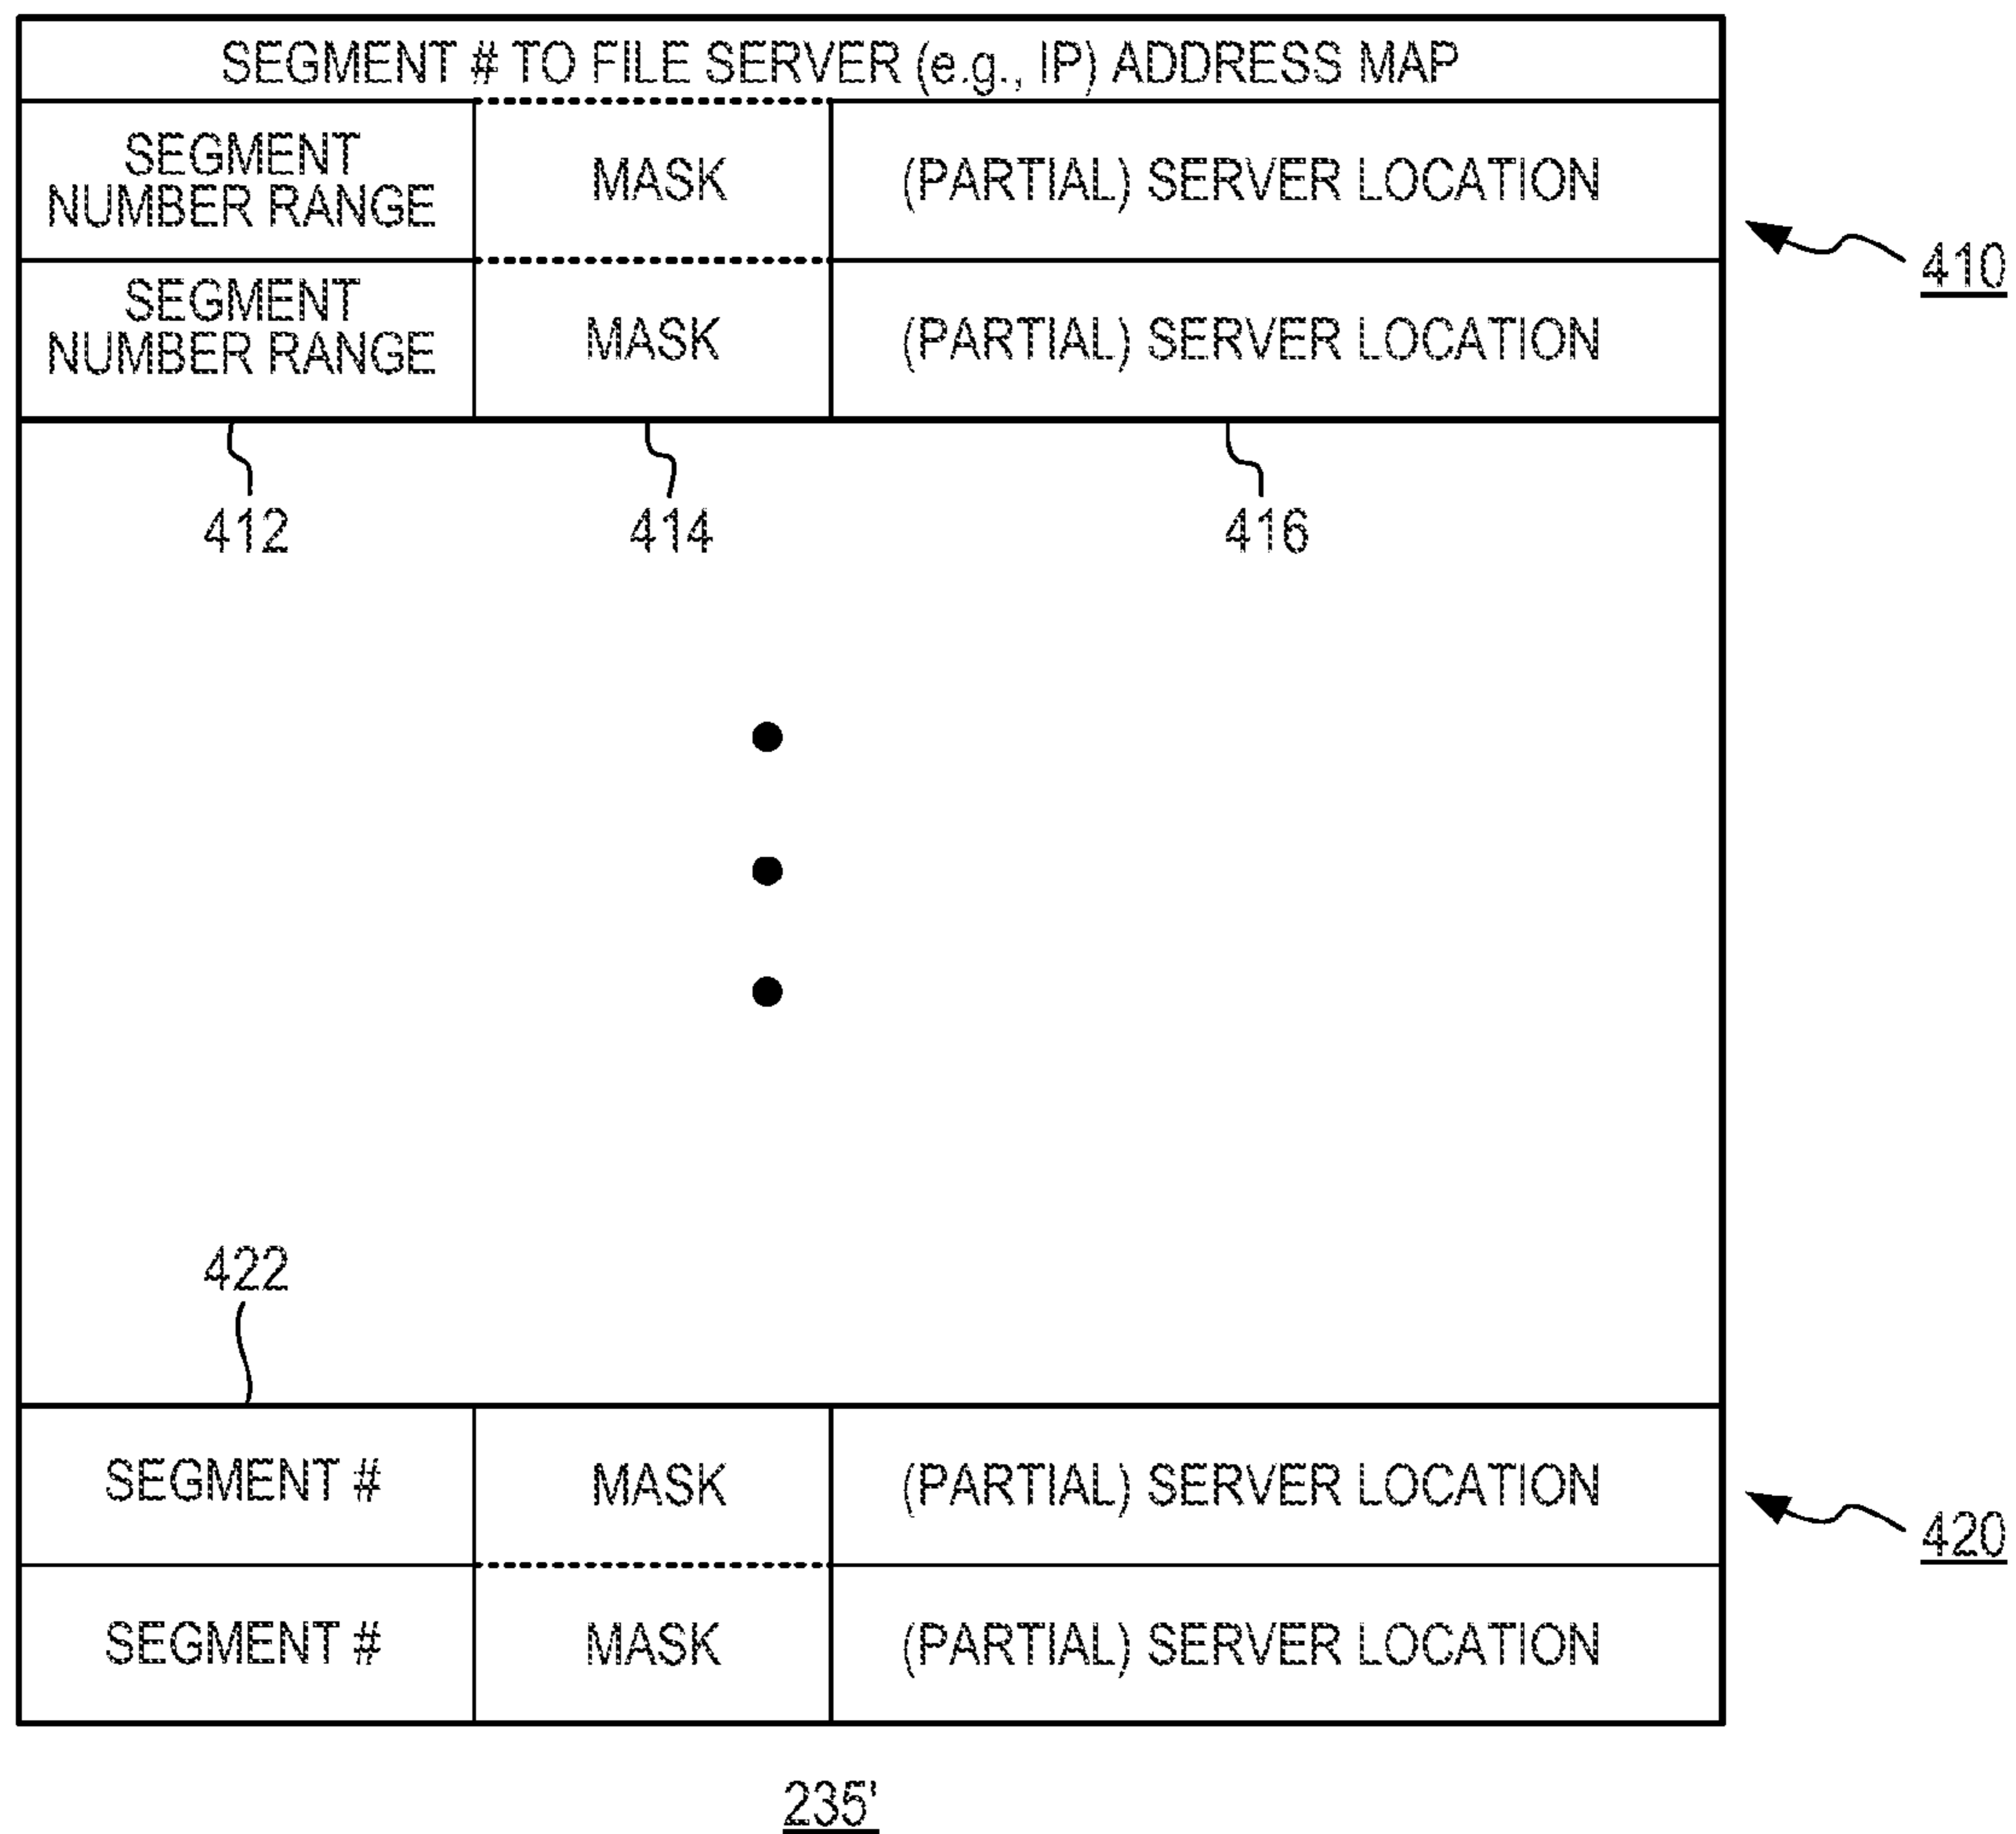 SEGMENT # TO FILE SERVER (e.g., IP) ADDRESS MAP
SEGMENT
NUMBER RANGE
MASK
(PARTIAL) SERVER LOCATION
410
SEGMENT
NUMBER RANGE
MASK
(PARTIAL) SERVER LOCATION
412
414
416
422
SEGMENT #
MASK
(PARTIAL) SERVER LOCATION
420
SEGMENT #
MASK
(PARTIAL) SERVER LOCATION
235'